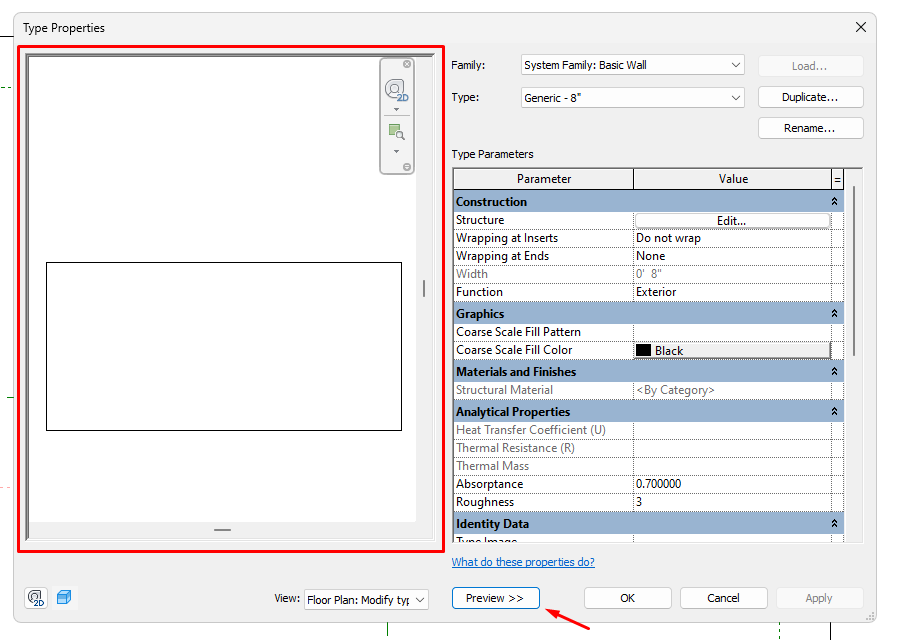 Type Properties
2D
Family:
System Family: Basic Wall
Load...
Type:
Generic - 8"
Duplicate...
Rename...
Type Parameters
Parameter
Value
=
Construction
Structure
Edit...
Wrapping at Inserts
Do not wrap
Wrapping at Ends
None
Width
0' 8"
Function
Exterior
Graphics
Coarse Scale Fill Pattern
Coarse Scale Fill Color
Black
Materials and Finishes
Structural Material
<By Category>
Analytical Properties
Heat Transfer Coefficient (U)
Thermal Resistance (R)
Thermal Mass
Absorptance
0.700000
Roughness
3
Identity Data
Type Image
What do these properties do?
2D
View:
Floor Plan: Modify typ
Preview >>
OK
Cancel
Apply